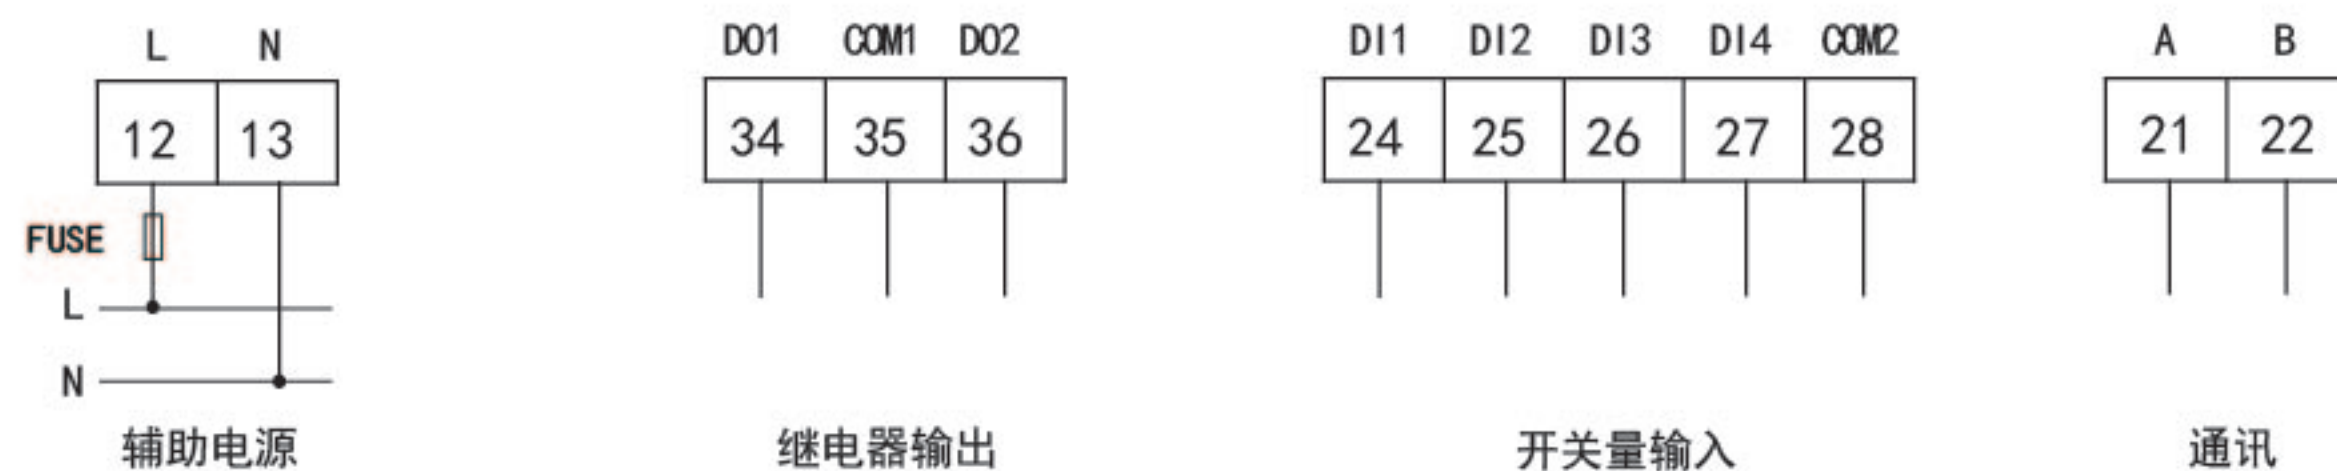 L N
12 13
FUSE
L
N
辅助电源
DO1 COM1 DO2
34 35 36
继电器输出
DI1 DI2 DI3 DI4 COM2
24 25 26 27 28
开关量输入
A B
21 22
通讯